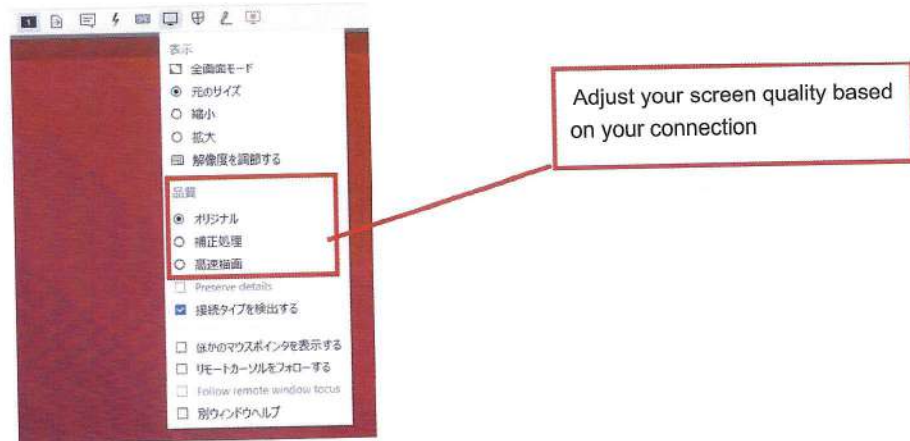 1
表示
全画面モード
元のサイズ
縮小
拡大
解像度を調節する
品質
オリジナル
補正処理
高速描画
Preserve details
接続タイプを検出する
ほかのマウスポインタを表示する
リモートカーソルをフォローする
Follow remote window focus
別ウィンドウヘルプ
Adjust your screen quality based
on your connection